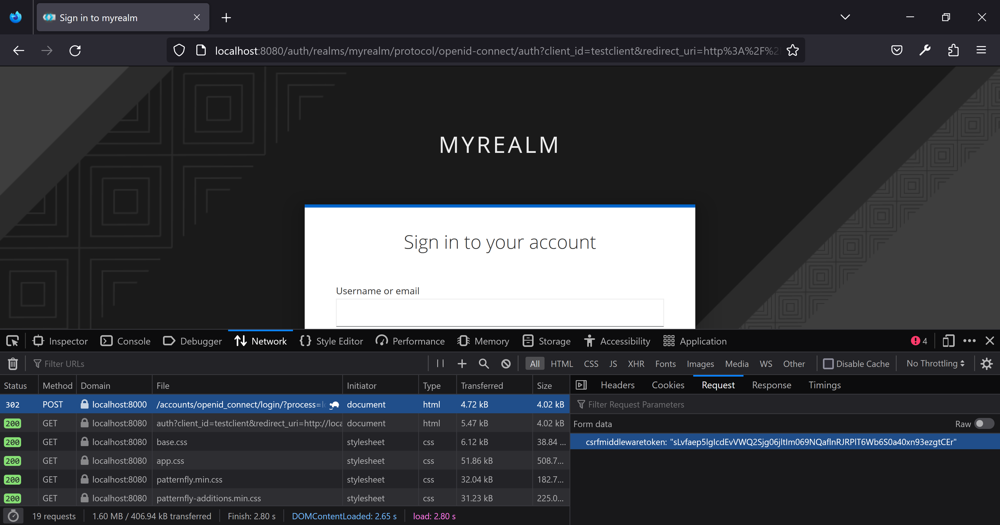 Sign in to myrealm
localhost:8080/auth/realms/myrealm/protocol/openid-connect/auth?client_id=testclient&redirect_uri=http%3A%2F%2
MYREALM
Sign in to your account
Username or email
Inspector Console Debugger Network Style Editor Performance Memory Storage Accessibility Application 4
Filter URLs All HTML CSS JS XHR Fonts Images Media WS Other Disable Cache No Throttling
Status Method Domain File Initiator Type Transferred Size Headers Cookies Request Response Timings
302 POST localhost:8000 /accounts/openid_connect/login/?process= document html 4.72 kB 4.02 kB Filter Request Parameters
200 GET localhost:8080 auth?client_id=testclient&redirect_uri=http://loca document html 5.47 kB 4.02 kB Form data Raw
200 GET localhost:8080 base.css stylesheet css 6.12 kB 38.84 ... csrfmiddlewaretoken: "sLvfaep5lgIcdEvVWQ2Sjg06jltIm069NQaflnRJRPlT6Wb6S0a40xn93ezgtCEr"
200 GET localhost:8080 app.css stylesheet css 51.86 kB 508.7...
200 GET localhost:8080 patternfly.min.css stylesheet css 32.04 kB 182.7...
200 GET localhost:8080 patternfly-additions.min.css stylesheet css 31.23 kB 225.0...
19 requests 1.60 MB / 406.94 kB transferred Finish: 2.80 s DOMContentLoaded: 2.65 s load: 2.80 s